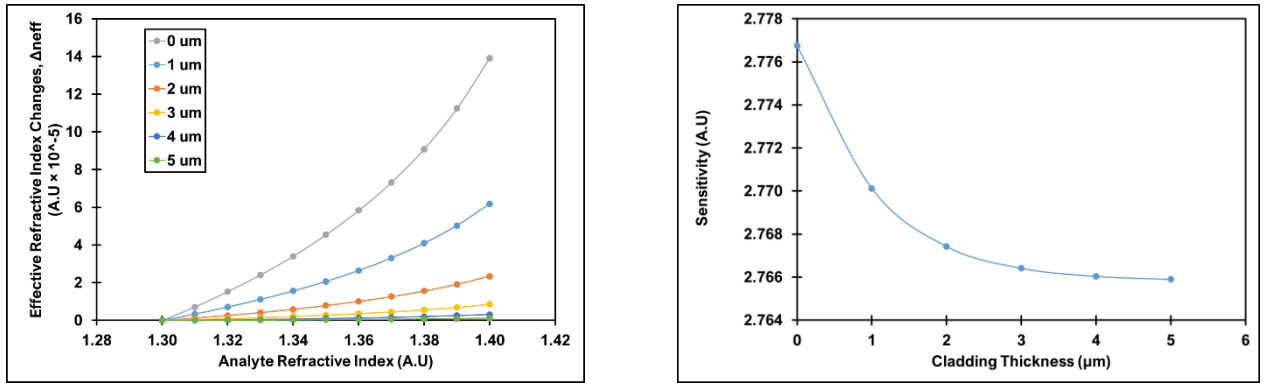 16
14
12
10
8
6
4
2
0
1.28
1.30
1.32
1.34
1.36
1.38
1.40
1.42
Effective Refractive Index Changes, Δneff
(A.U × 10^-5)
Analyte Refractive Index (A.U)
0 um
1 um
2 um
3 um
4 um
5 um
2.778
2.776
2.774
2.772
2.770
2.768
2.766
2.764
0
1
2
3
4
5
6
Sensitivity (A.U)
Cladding Thickness (µm)